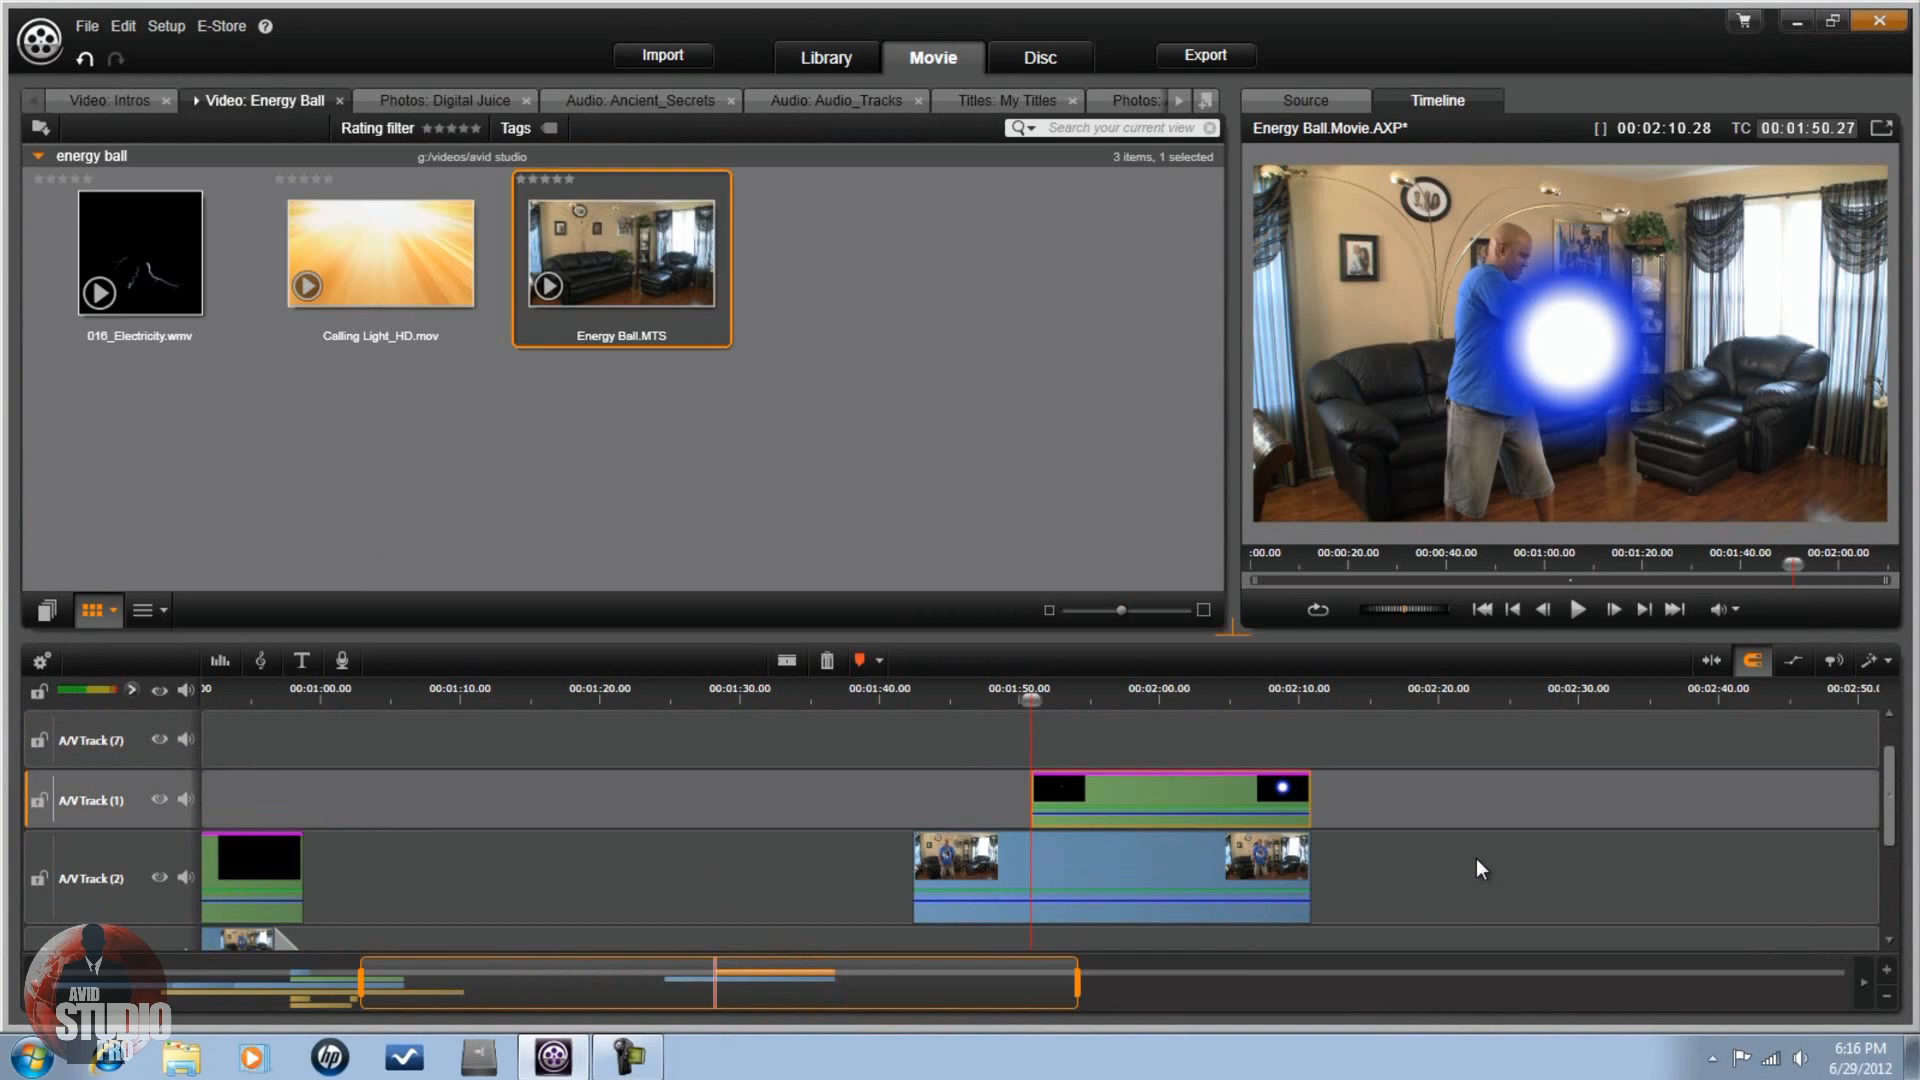 File Edit Setup E-Store ?
Import Library Movie Disc Export
Video: Intros × Video: Energy Ball × Photos: Digital Juice × Audio: Ancient_Secrets × Audio: Audio_Tracks × Titles: My Titles × Photos:
Source Timeline
Rating filter Tags Search your current view
Energy Ball.Movie.AXP* [ ] 00:02:10.28 TC 00:01:50.27
energy ball g:/videos/avid studio 3 items, 1 selected
016_Electricity.wmv Calling Light_HD.mov Energy Ball.MTS
:00.00 00:00:20.00 00:00:40.00 00:01:00.00 00:01:20.00 00:01:40.00 00:02:00.00
T
00 00:01:00.00 00:01:10.00 00:01:20.00 00:01:30.00 00:01:40.00 00:01:50.00 00:02:00.00 00:02:10.00 00:02:20.00 00:02:30.00 00:02:40.00 00:02:50.0
A/V Track (7)
A/V Track (1)
A/V Track (2)
AVID
STUDIO
PRO
hp
6:16 PM
6/29/2012